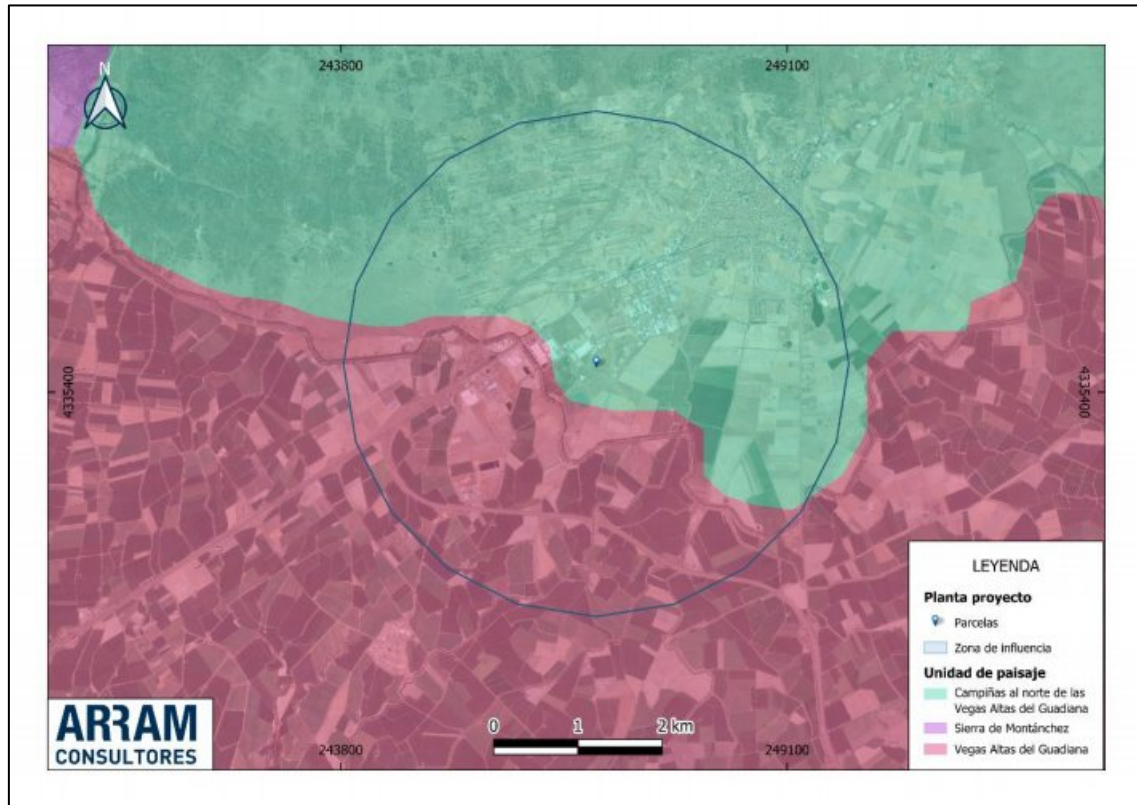 243800
249100
N
4335400
4335400
LEYENDA
Planta proyecto
Parcelas
Zona de influencia
Unidad de paisaje
Campiñas al norte de las
Vegas Altas del Guadiana
Sierra de Montánchez
Vegas Altas del Guadiana
ARRAM
CONSULTORES
0 1 2 km
243800
249100